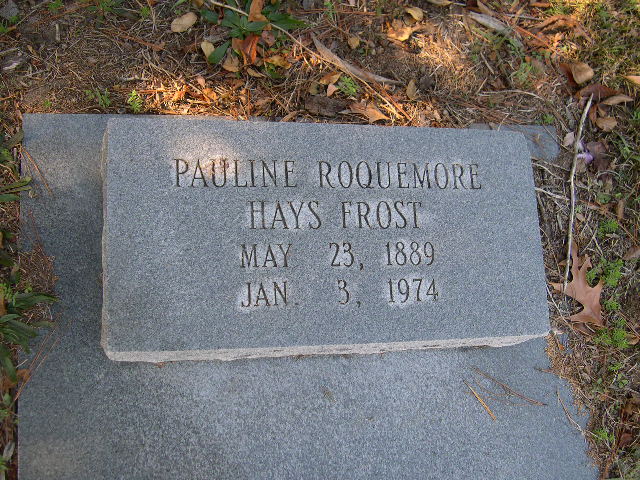 PAULINE ROQUEMORE
HAYS FROST
MAY 23, 1889
JAN. 3, 1974